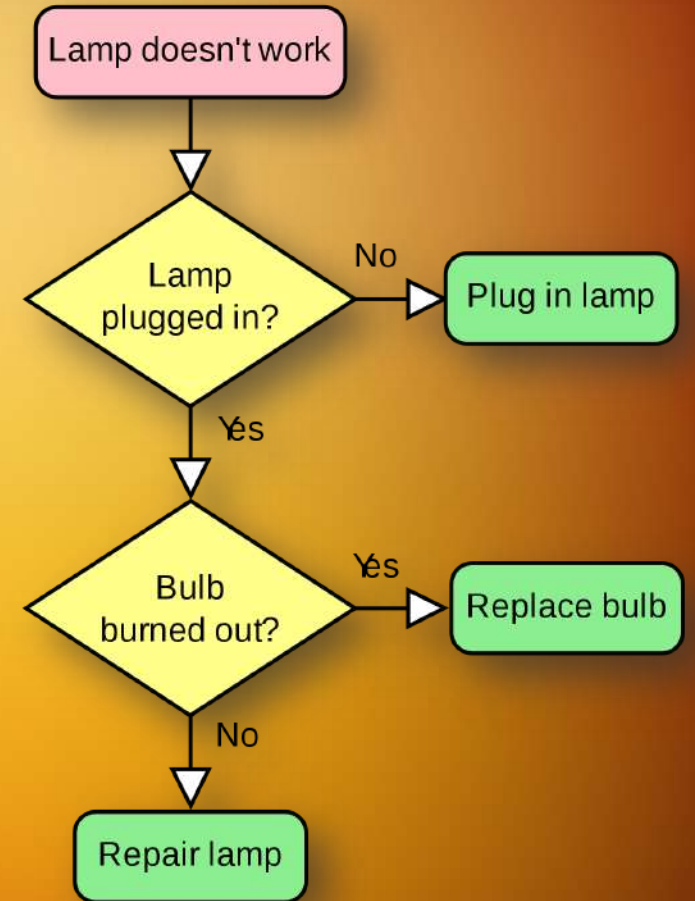 Lamp doesn't work
Lamp
plugged in?
No
Plug in lamp
Yes
Bulb
burned out?
Yes
Replace bulb
No
Repair lamp